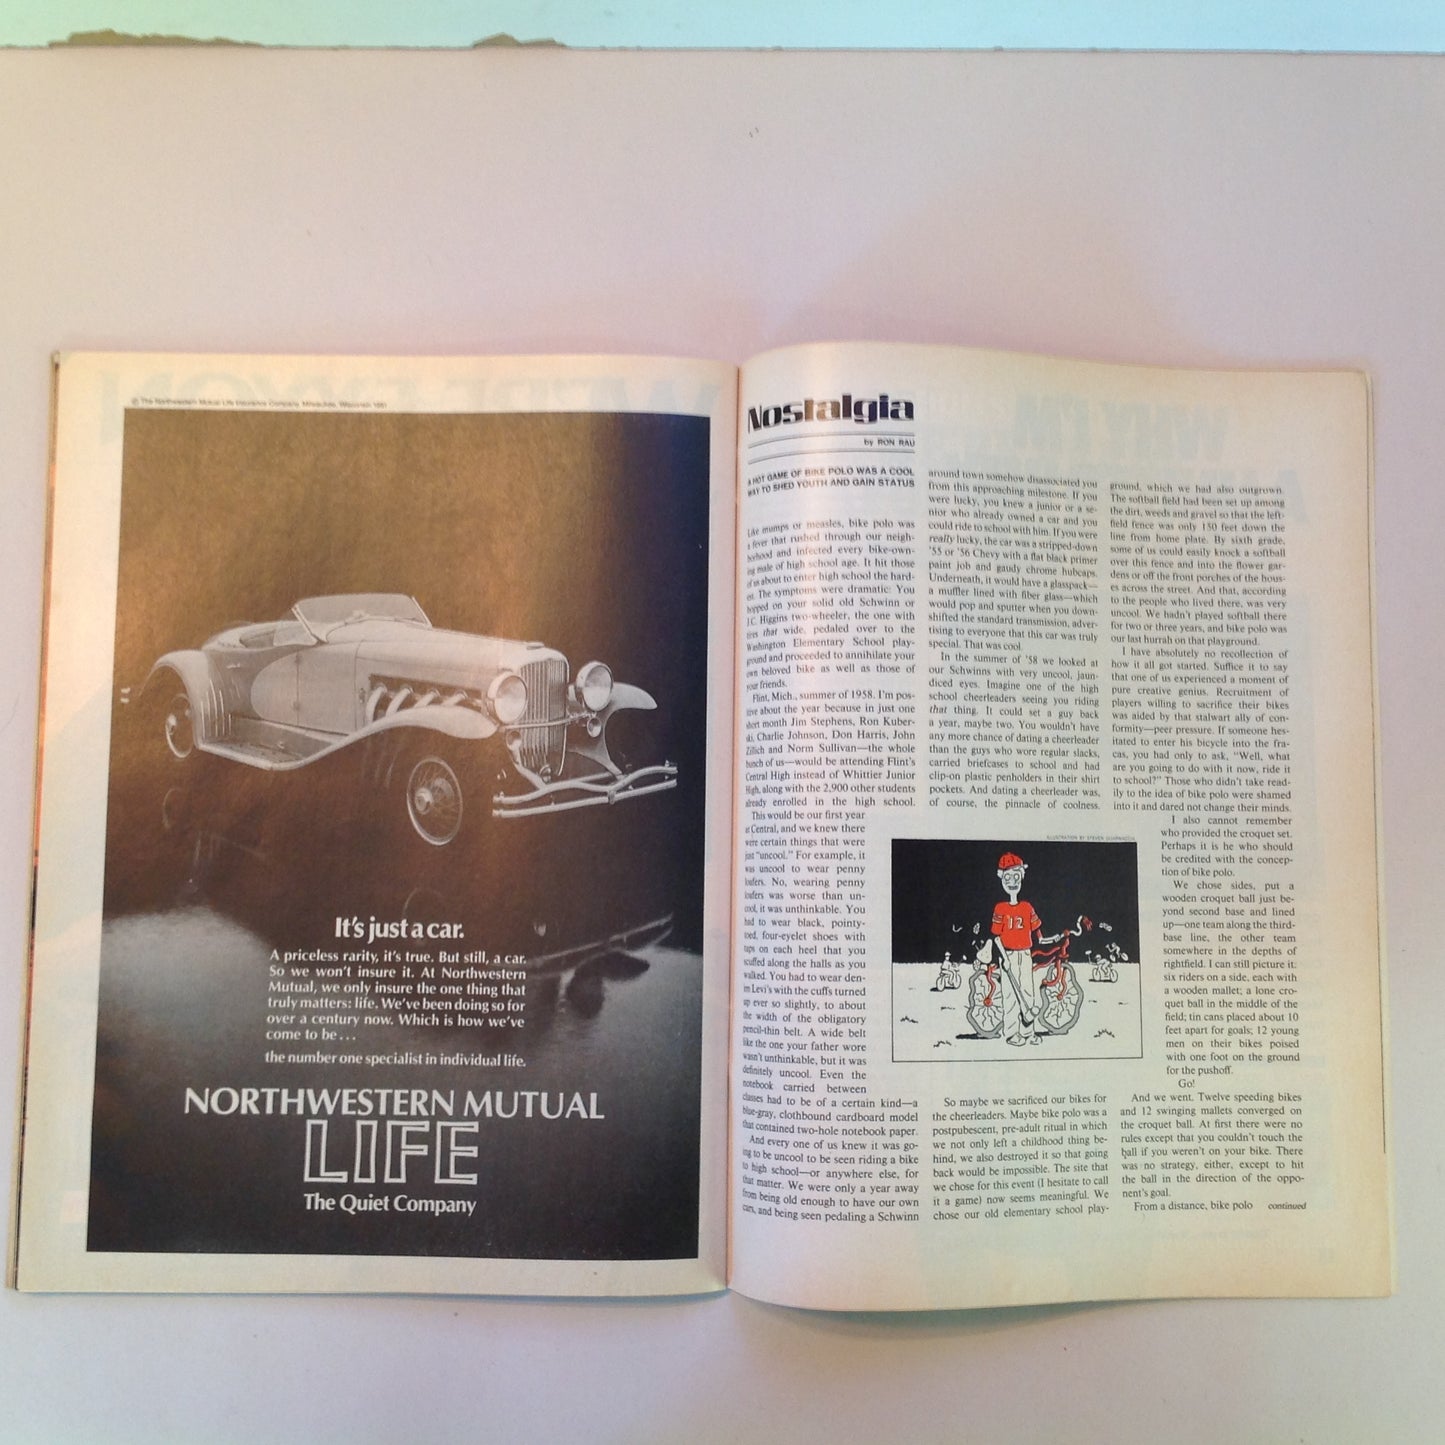 © The Northwestern Mutual Life Insurance Company, Milwaukee, Wisconsin 1981
It's just a car.
A priceless rarity, it's true. But still, a car.
So we won't insure it. At Northwestern
Mutual, we only insure the one thing that
truly matters: life. We've been doing so for
over a century now. Which is how we've
come to be...
the number one specialist in individual life.
NORTHWESTERN MUTUAL
LIFE
The Quiet Company
Nostalgia
by RON RAU
A HOT GAME OF BIKE POLO WAS A COOL
WAY TO SHED YOUTH AND GAIN STATUS
Like mumps or measles, bike polo was
a fever that rushed through our neigh-
borhood and infected every bike-own-
ing male of high school age. It hit those
of us about to enter high school the hard-
est. The symptoms were dramatic: You
hopped on your solid old Schwinn or
J.C. Higgins two-wheeler, the one with
tires that wide, pedaled over to the
Washington Elementary School play-
ground and proceeded to annihilate your
own beloved bike as well as those of
your friends.
Flint, Mich., summer of 1958. I'm pos-
itive about the year because in just one
short month Jim Stephens, Ron Kuber-
ski, Charlie Johnson, Don Harris, John
Zillich and Norm Sullivan—the whole
bunch of us—would be attending Flint's
Central High instead of Whittier Junior
High, along with the 2,900 other students
already enrolled in the high school.
This would be our first year
at Central, and we knew there
were certain things that were
just "uncool." For example, it
was uncool to wear penny
loafers. No, wearing penny
loafers was worse than un-
cool, it was unthinkable. You
had to wear black, pointy-
toed, four-eyelet shoes with
taps on each heel that you
scuffed along the halls as you
walked. You had to wear den-
im Levi's with the cuffs turned
up ever so slightly, to about
the width of the obligatory
pencil-thin belt. A wide belt
like the one your father wore
wasn't unthinkable, but it was
definitely uncool. Even the
notebook carried between
classes had to be of a certain kind—a
blue-gray, clothbound cardboard model
that contained two-hole notebook paper.
And every one of us knew it was go-
ing to be uncool to be seen riding a bike
to high school—or anywhere else, for
that matter. We were only a year away
from being old enough to have our own
cars, and being seen pedaling a Schwinn
around town somehow disassociated you
from this approaching milestone. If you
were lucky, you knew a junior or a se-
nior who already owned a car and you
could ride to school with him. If you were
really lucky, the car was a stripped-down
'55 or '56 Chevy with a flat black primer
paint job and gaudy chrome hubcaps.
Underneath, it would have a glasspack—
a muffler lined with fiber glass—which
would pop and sputter when you down-
shifted the standard transmission, adver-
tising to everyone that this car was truly
special. That was cool.
In the summer of '58 we looked at
our Schwinns with very uncool, jaun-
diced eyes. Imagine one of the high
school cheerleaders seeing you riding
that thing. It could set a guy back
a year, maybe two. You wouldn't have
any more chance of dating a cheerleader
than the guys who wore regular slacks,
carried briefcases to school and had
clip-on plastic penholders in their shirt
pockets. And dating a cheerleader was,
of course, the pinnacle of coolness.
ILLUSTRATION BY STEVEN GUARNACCIA
12
So maybe we sacrificed our bikes for
the cheerleaders. Maybe bike polo was a
postpubescent, pre-adult ritual in which
we not only left a childhood thing be-
hind, we also destroyed it so that going
back would be impossible. The site that
we chose for this event (I hesitate to call
it a game) now seems meaningful. We
chose our old elementary school play-
ground, which we had also outgrown.
The softball field had been set up among
the dirt, weeds and gravel so that the left-
field fence was only 150 feet down the
line from home plate. By sixth grade,
some of us could easily knock a softball
over this fence and into the flower gar-
dens or off the front porches of the hous-
es across the street. And that, according
to the people who lived there, was very
uncool. We hadn't played softball there
for two or three years, and bike polo was
our last hurrah on that playground.
I have absolutely no recollection of
how it all got started. Suffice it to say
that one of us experienced a moment of
pure creative genius. Recruitment of
players willing to sacrifice their bikes
was aided by that stalwart ally of con-
formity—peer pressure. If someone hes-
itated to enter his bicycle into the fra-
cas, you had only to ask, "Well, what
are you going to do with it now, ride it
to school?" Those who didn't take read-
ily to the idea of bike polo were shamed
into it and dared not change their minds.
I also cannot remember
who provided the croquet set.
Perhaps it is he who should
be credited with the concep-
tion of bike polo.
We chose sides, put a
wooden croquet ball just be-
yond second base and lined
up—one team along the third-
base line, the other team
somewhere in the depths of
rightfield. I can still picture it:
six riders on a side, each with
a wooden mallet; a lone cro-
quet ball in the middle of the
field; tin cans placed about 10
feet apart for goals; 12 young
men on their bikes poised
with one foot on the ground
for the pushoff.
Go!
And we went. Twelve speeding bikes
and 12 swinging mallets converged on
the croquet ball. At first there were no
rules except that you couldn't touch the
ball if you weren't on your bike. There
was no strategy, either, except to hit
the ball in the direction of the oppo-
nent's goal.
From a distance, bike polo continued